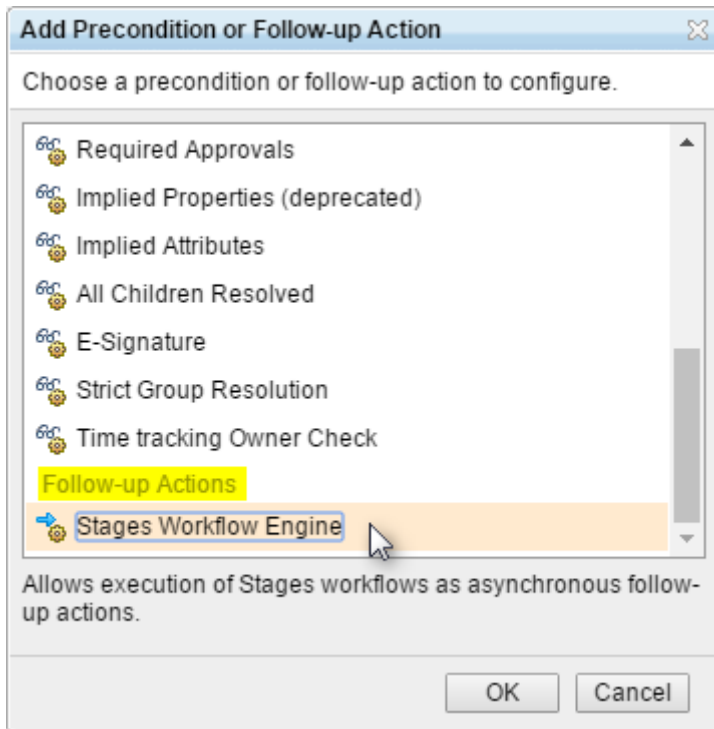 Add Precondition or Follow-up Action
Choose a precondition or follow-up action to configure.
Required Approvals
Implied Properties (deprecated)
Implied Attributes
All Children Resolved
E-Signature
Strict Group Resolution
Time tracking Owner Check
Follow-up Actions
Stages Workflow Engine
Allows execution of Stages workflows as asynchronous follow-
up actions.
OK
Cancel